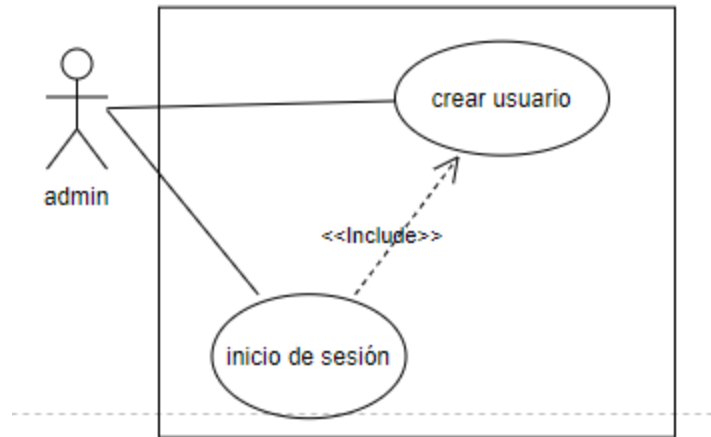 crear usuario
admin
<<Include>>
inicio de sesión